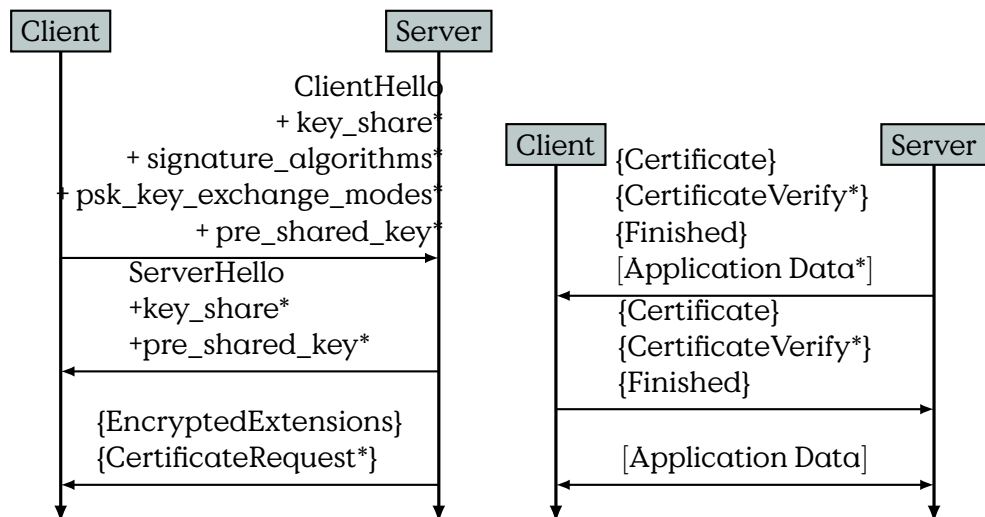 Client
Server
ClientHello
+ key_share*
+ signature_algorithms*
+ psk_key_exchange_modes*
+ pre_shared_key*
ServerHello
+key_share*
+pre_shared_key*
{EncryptedExtensions}
{CertificateRequest*}
Client
Server
{Certificate}
{CertificateVerify*}
{Finished}
[Application Data*]
{Certificate}
{CertificateVerify*}
{Finished}
[Application Data]